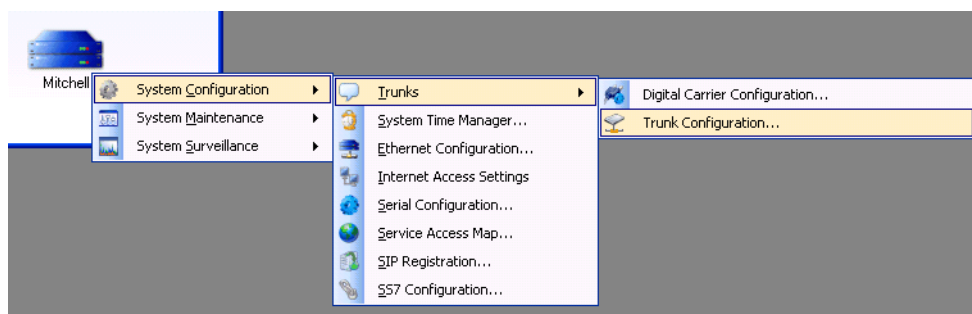 Mitchell
System Configuration
System Maintenance
System Surveillance
Trunks
System Time Manager...
Ethernet Configuration...
Internet Access Settings
Serial Configuration...
Service Access Map...
SIP Registration...
SS7 Configuration...
Digital Carrier Configuration...
Trunk Configuration...